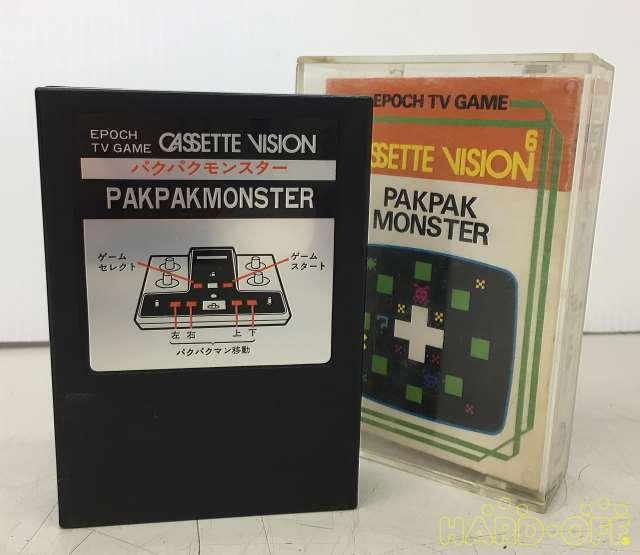 EPOCH
TV GAME CASSETTE VISION
パクパクモンスター
PAKPAKMONSTER
ゲーム
セレクト
ゲーム
スタート
左 右 上 下
パクパクマン移動
EPOCH TV GAME
SSETTE VISION 6
PAKPAK
MONSTER
?
HARD・OFF